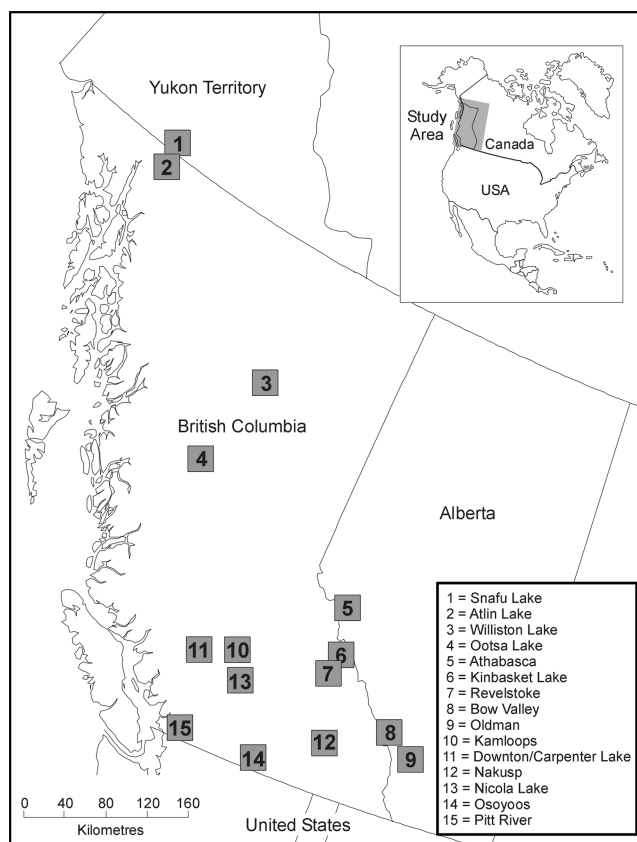 Yukon Territory
Study
Area
Canada
USA
1
2
3
British Columbia
4
Alberta
5
6
7
8
9
10
11
12
13
14
15
1 = Snafu Lake
2 = Atlin Lake
3 = Williston Lake
4 = Ootsa Lake
5 = Athabasca
6 = Kinbasket Lake
7 = Revelstoke
8 = Bow Valley
9 = Oldman
10 = Kamloops
11 = Downton/Carpenter Lake
12 = Nakusp
13 = Nicola Lake
14 = Osoyoos
15 = Pitt River
0 40 80 120 160
Kilometres
United States